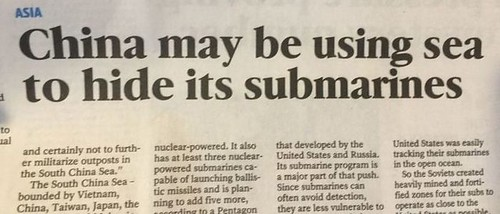 ASIA
China may be using sea
to hide its submarines
to
and certainly not to furth-
er militarize outposts in
the South China Sea."
The South China Sea –
bounded by Vietnam,
China, Taiwan, Japan, the
nuclear-powered. It also
has at least three nuclear-
powered submarines ca-
pable of launching ballis-
tic missiles and is plan-
ning to add five more,
according to a Pentagon
that developed by the
United States and Russia.
Its submarine program is
a major part of that push.
Since submarines can
often avoid detection,
they are less vulnerable to
United States was easily
tracking their submarines
in the open ocean.
So the Soviets created
heavily mined and forti-
fied zones for their subs to
operate as close to the